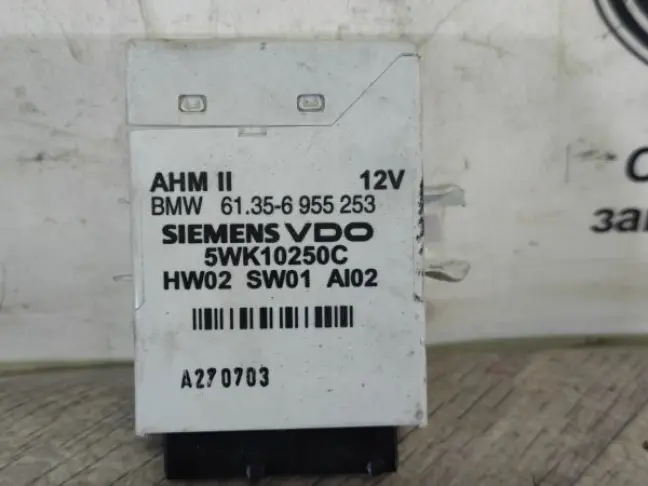 AHM II 12V
BMW 61.35-6 955 253
SIEMENS VDO
5WK10250C
HW02 SW01 AI02
A270703